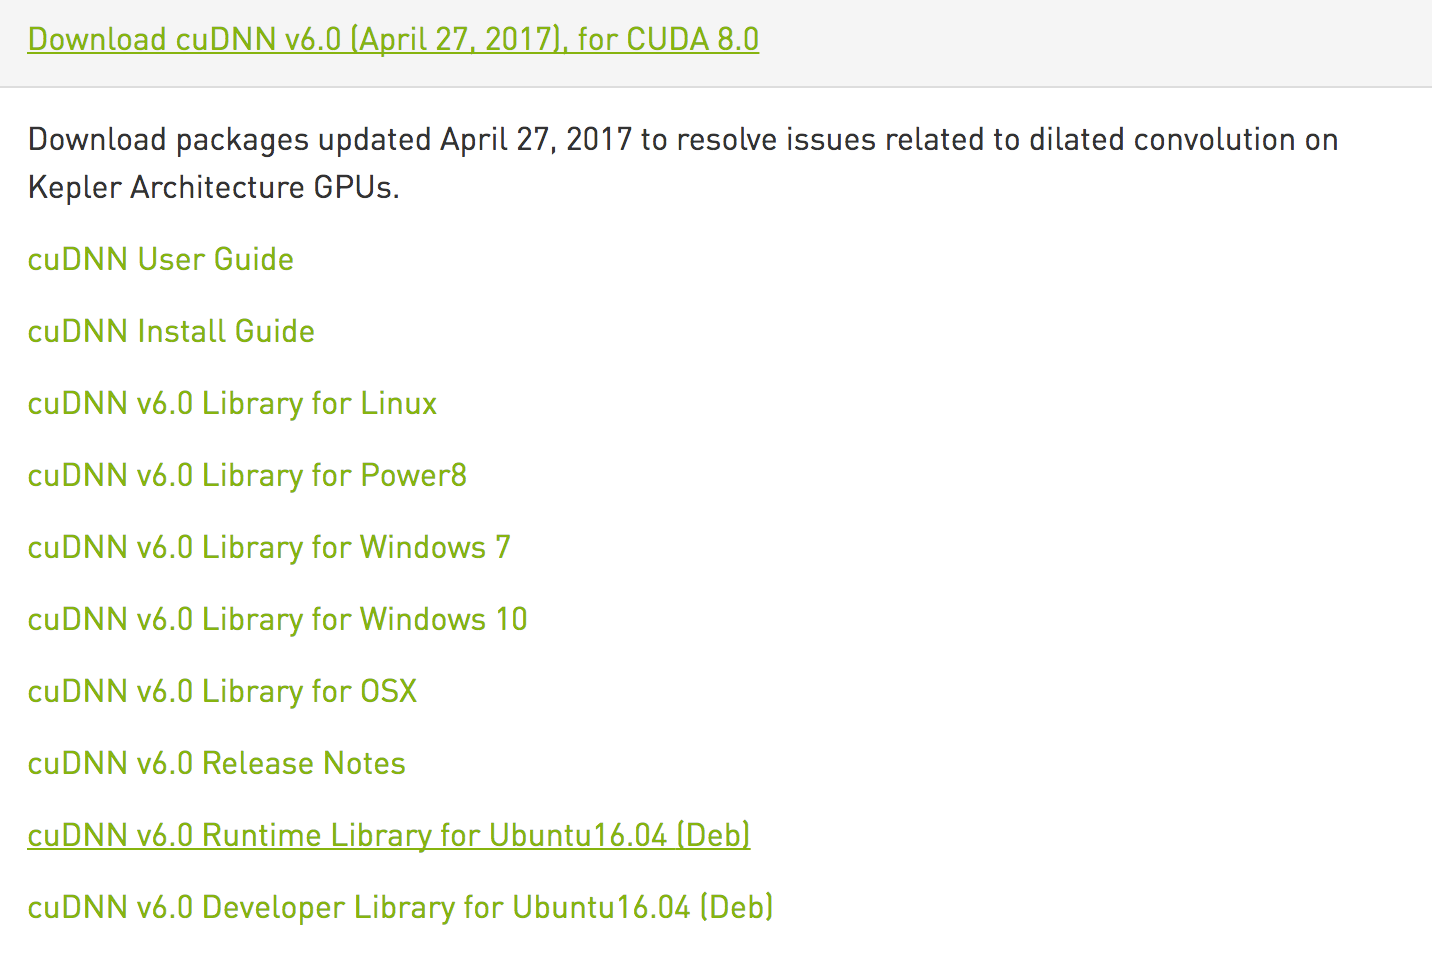 Download cuDNN v6.0 (April 27, 2017), for CUDA 8.0
Download packages updated April 27, 2017 to resolve issues related to dilated convolution on
Kepler Architecture GPUs.
cuDNN User Guide
cuDNN Install Guide
cuDNN v6.0 Library for Linux
cuDNN v6.0 Library for Power8
cuDNN v6.0 Library for Windows 7
cuDNN v6.0 Library for Windows 10
cuDNN v6.0 Library for OSX
cuDNN v6.0 Release Notes
cuDNN v6.0 Runtime Library for Ubuntu16.04 (Deb)
cuDNN v6.0 Developer Library for Ubuntu16.04 (Deb)